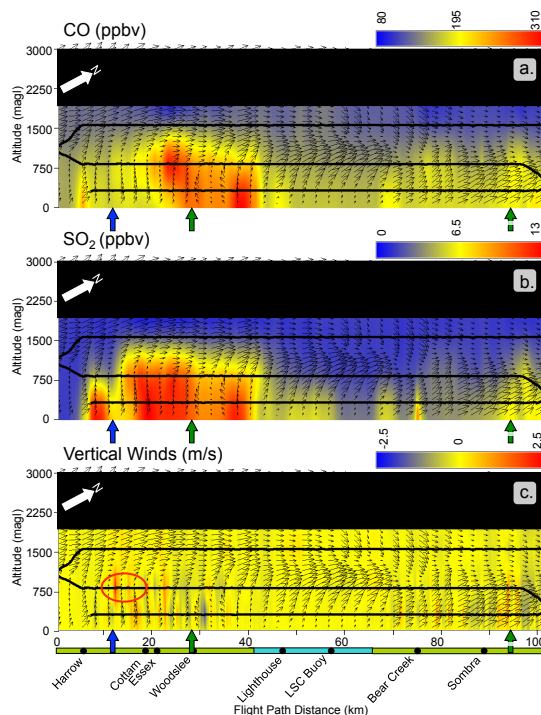 CO (ppbv)
80
195
310
3000
2250
1500
750
0
Altitude (magl)
N
a.
SO2 (ppbv)
0
6.5
13
3000
2250
1500
750
0
Altitude (magl)
N
b.
Vertical Winds (m/s)
-2.5
0
2.5
3000
2250
1500
750
0
Altitude (magl)
N
c.
0 20 40 60 80 100
Harrow
Cottam
Essex
Woodslee
Lighthouse
LSC Buoy
Bear Creek
Sombra
Flight Path Distance (km)